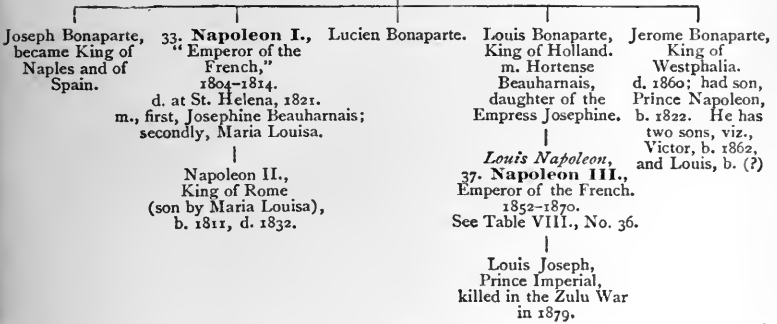 Joseph Bonaparte,
became King of
Naples and of
Spain.
33. Napoleon I.,
“ Emperor of the
French,”
1804–1814.
d. at St. Helena, 1821.
m., first, Josephine Beauharnais;
secondly, Maria Louisa.
Napoleon II.,
King of Rome
(son by Maria Louisa),
b. 1811, d. 1832.
Lucien Bonaparte.
Louis Bonaparte,
King of Holland.
m. Hortense
Beauharnais,
daughter of the
Empress Josephine.
Louis Napoleon,
37. Napoleon III.,
Emperor of the French.
1852–1870.
See Table VIII., No. 36.
Louis Joseph,
Prince Imperial,
killed in the Zulu War
in 1879.
Jerome Bonaparte,
King of
Westphalia.
d. 1860; had son,
Prince Napoleon,
b. 1822. He has
two sons, viz.,
Victor, b. 1862,
and Louis, b. (?)